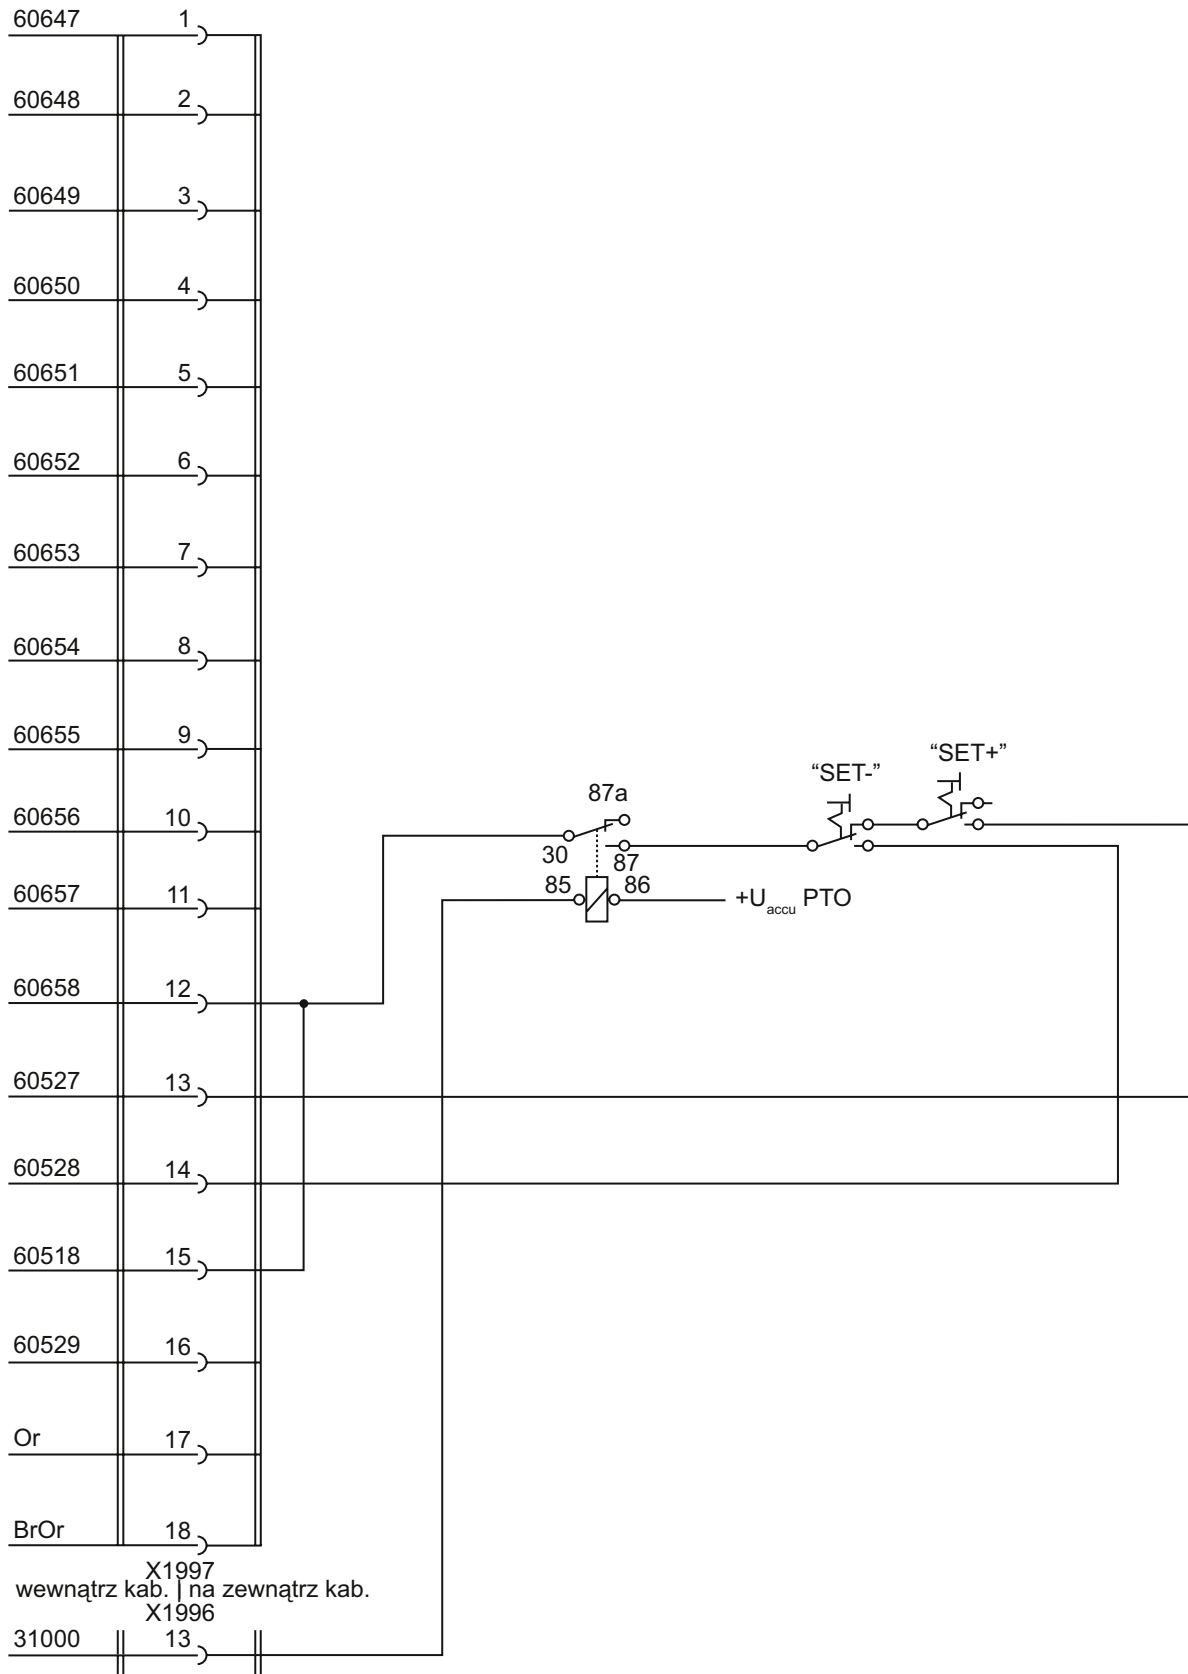 60647 1
60648 2
60649 3
60650 4
60651 5
60652 6
60653 7
60654 8
60655 9
“SET-” “SET+”
60656 10 87a
30 87
60657 11 85 86 +Uaccu PTO
60658 12
60527 13
60528 14
60518 15
60529 16
Or 17
BrOr 18
X1997
wewnątrz kab. | na zewnątrz kab.
X1996
31000 13